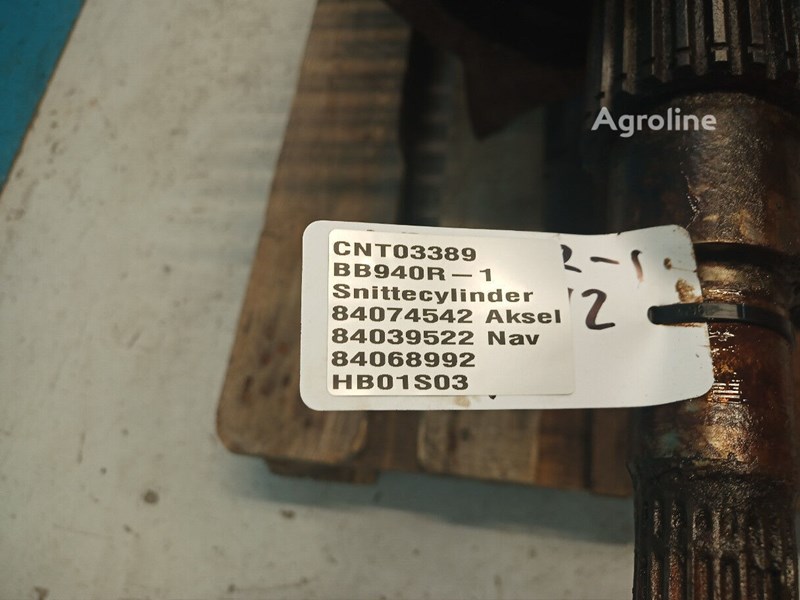 Agroline
CNT03389
BB940R-1
Snittecylinder
84074542 Aksel
84039522 Nav
84068992
HB01S03